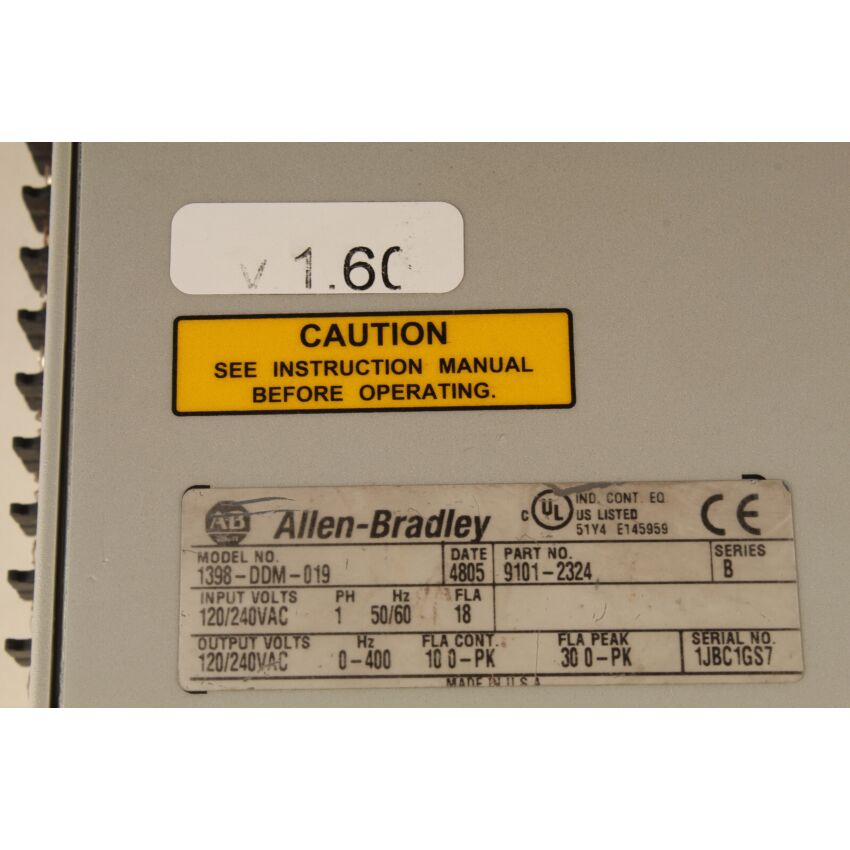 v 1.60
CAUTION
SEE INSTRUCTION MANUAL
BEFORE OPERATING.
AB Allen-Bradley c UL IND. CONT. EQ. US LISTED 51Y4 E145959 CE
MODEL NO. DATE PART NO. SERIES
1398-DDM-019 4805 9101-2324 B
INPUT VOLTS PH Hz FLA
120/240VAC 1 50/60 18
OUTPUT VOLTS Hz FLA CONT. FLA PEAK SERIAL NO.
120/240VAC 0-400 10 0-PK 30 0-PK 1JBC1GS7
MADE IN U.S.A